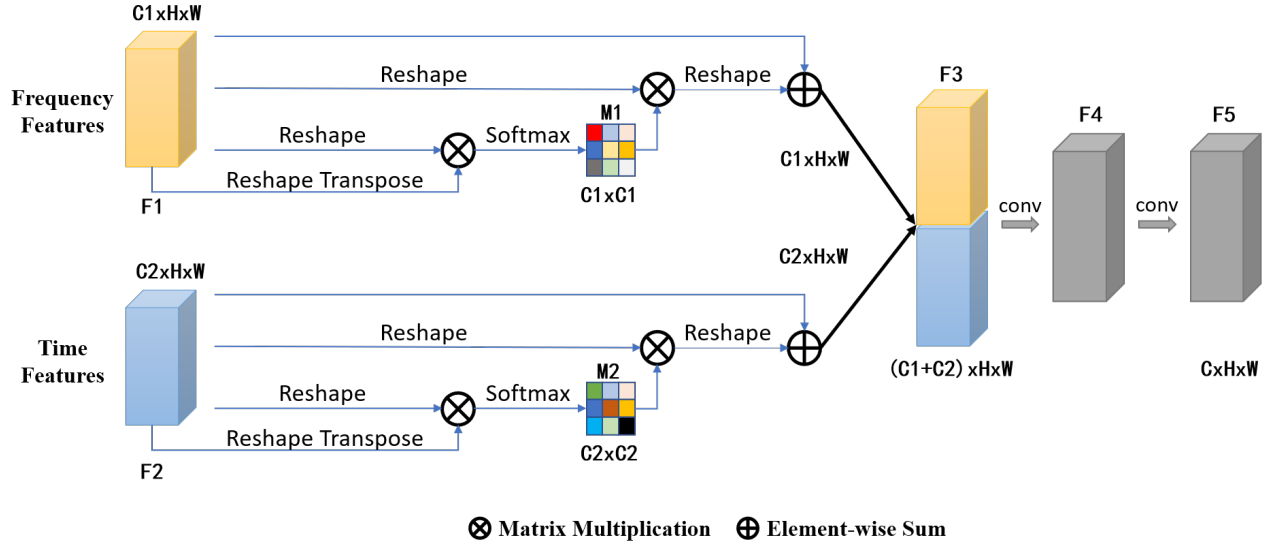 C1xHxW
Frequency
Features
Reshape
Reshape
Reshape
Softmax
M1
C1xC1
Reshape Transpose
F1
C1xHxW
C2xHxW
F3
F4
F5
conv
conv
(C1+C2)xHxW
CxHxW
C2xHxW
Time
Features
Reshape
Reshape
Reshape
Softmax
M2
C2xC2
Reshape Transpose
F2
Matrix Multiplication
Element-wise Sum